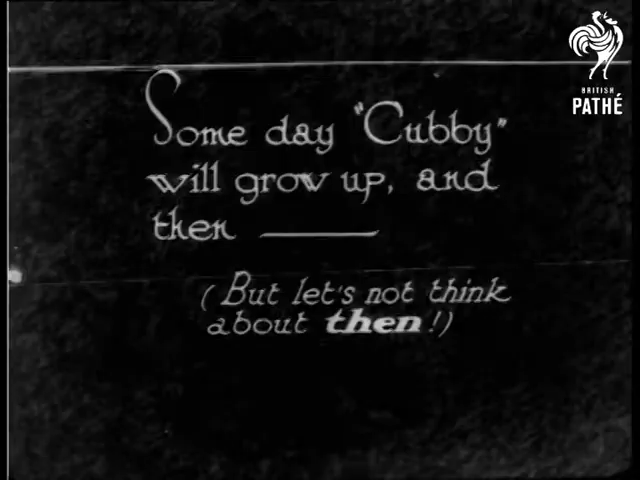 BRITISH
PATHÉ
Some day "Cubby"
will grow up, and
then ———
(But let's not think
about then!)